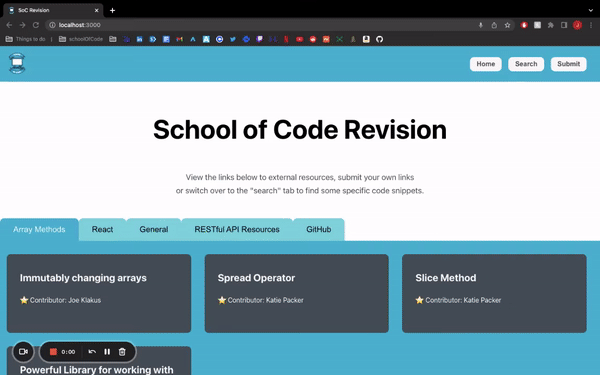 SoC Revision
localhost:3000
Things to do
schoolOfCode
Home
Search
Submit
School of Code Revision
View the links below to external resources, submit your own links
or switch over to the "search" tab to find some specific code snippets.
Array Methods
React
General
RESTful API Resources
GitHub
Immutably changing arrays
⭐ Contributor: Joe Klakus
Spread Operator
⭐ Contributor: Katie Packer
Slice Method
⭐ Contributor: Katie Packer
0:00
Powerful Library for working with